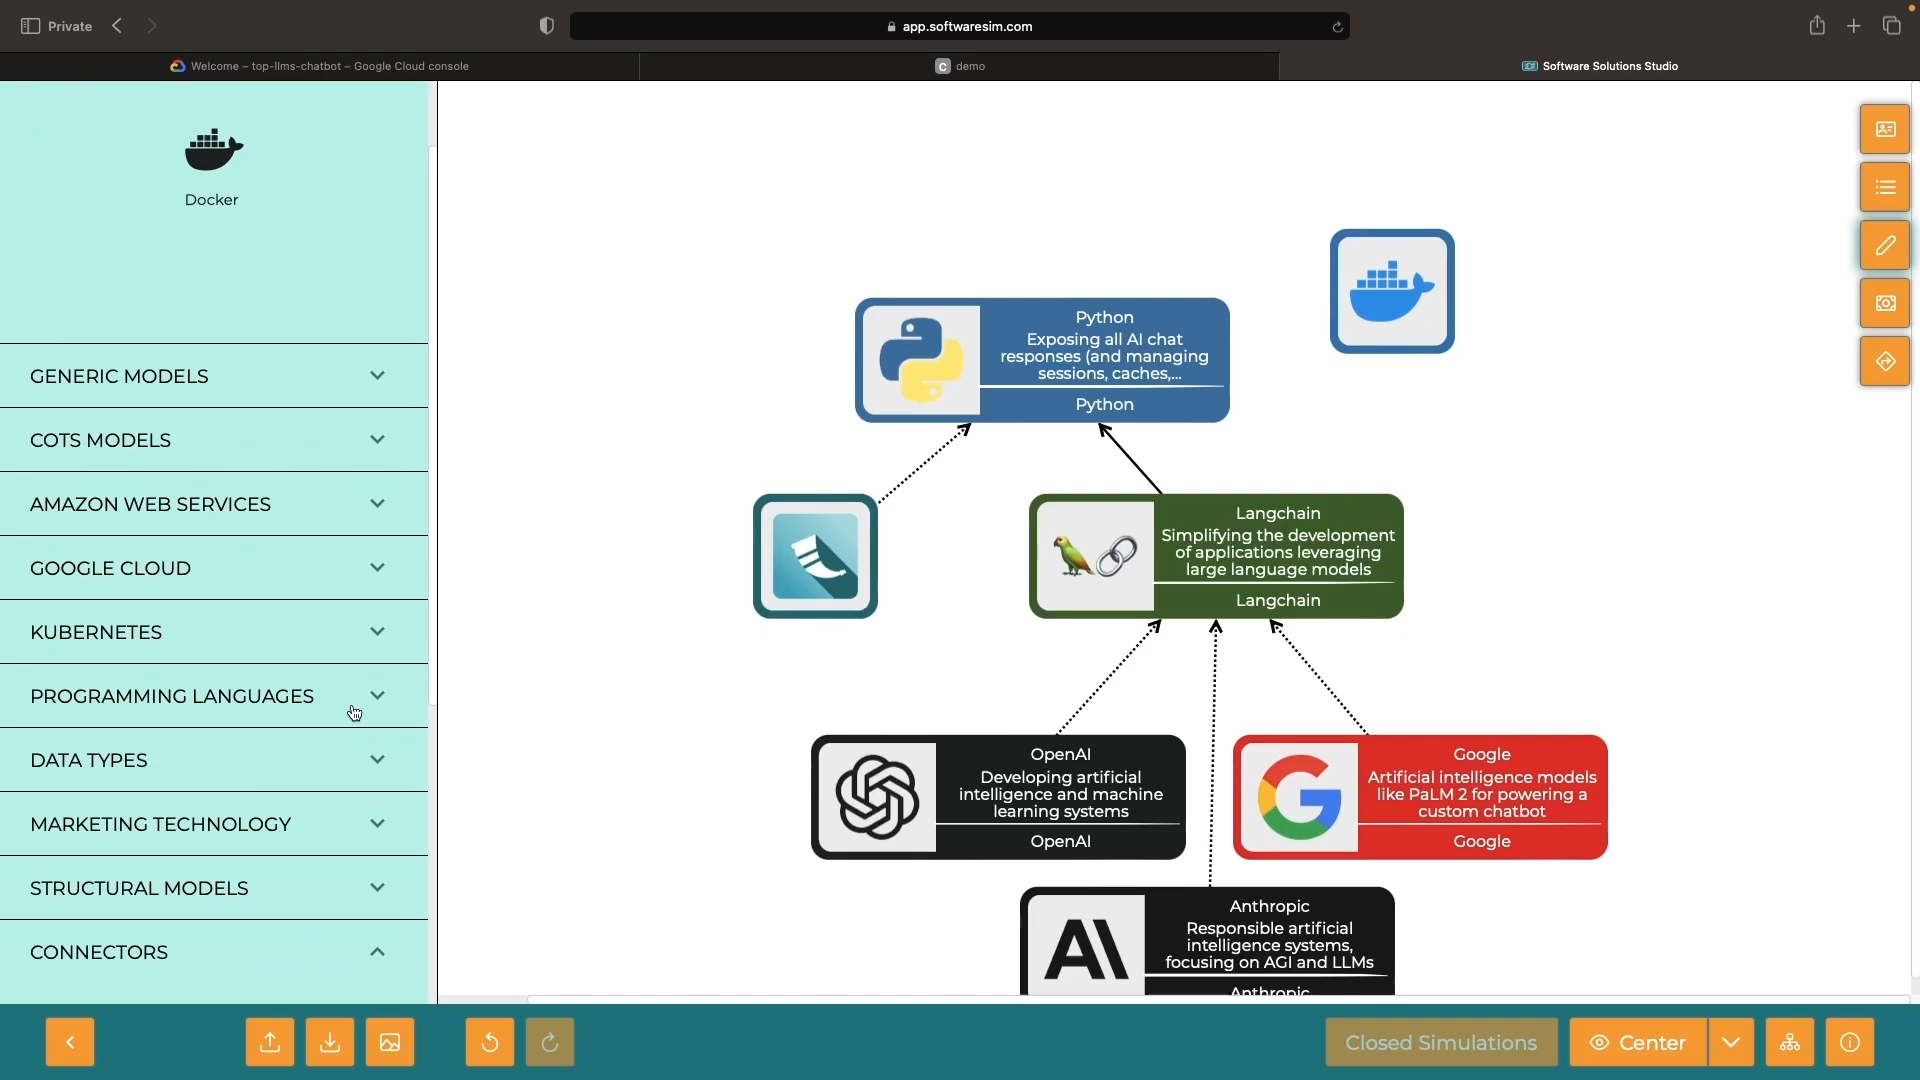 Private
app.softwaresim.com
Welcome – top-llms-chatbot – Google Cloud console
C demo
Software Solutions Studio
Docker
GENERIC MODELS
COTS MODELS
AMAZON WEB SERVICES
GOOGLE CLOUD
KUBERNETES
PROGRAMMING LANGUAGES
DATA TYPES
MARKETING TECHNOLOGY
STRUCTURAL MODELS
CONNECTORS
Python
Exposing all AI chat
responses (and managing
sessions, caches,...
Python
Langchain
Simplifying the development
of applications leveraging
large language models
Langchain
OpenAI
Developing artificial
intelligence and machine
learning systems
OpenAI
Google
Artificial intelligence models
like PaLM 2 for powering a
custom chatbot
Google
Anthropic
Responsible artificial
intelligence systems,
focusing on AGI and LLMs
Anthropic
Closed Simulations
Center